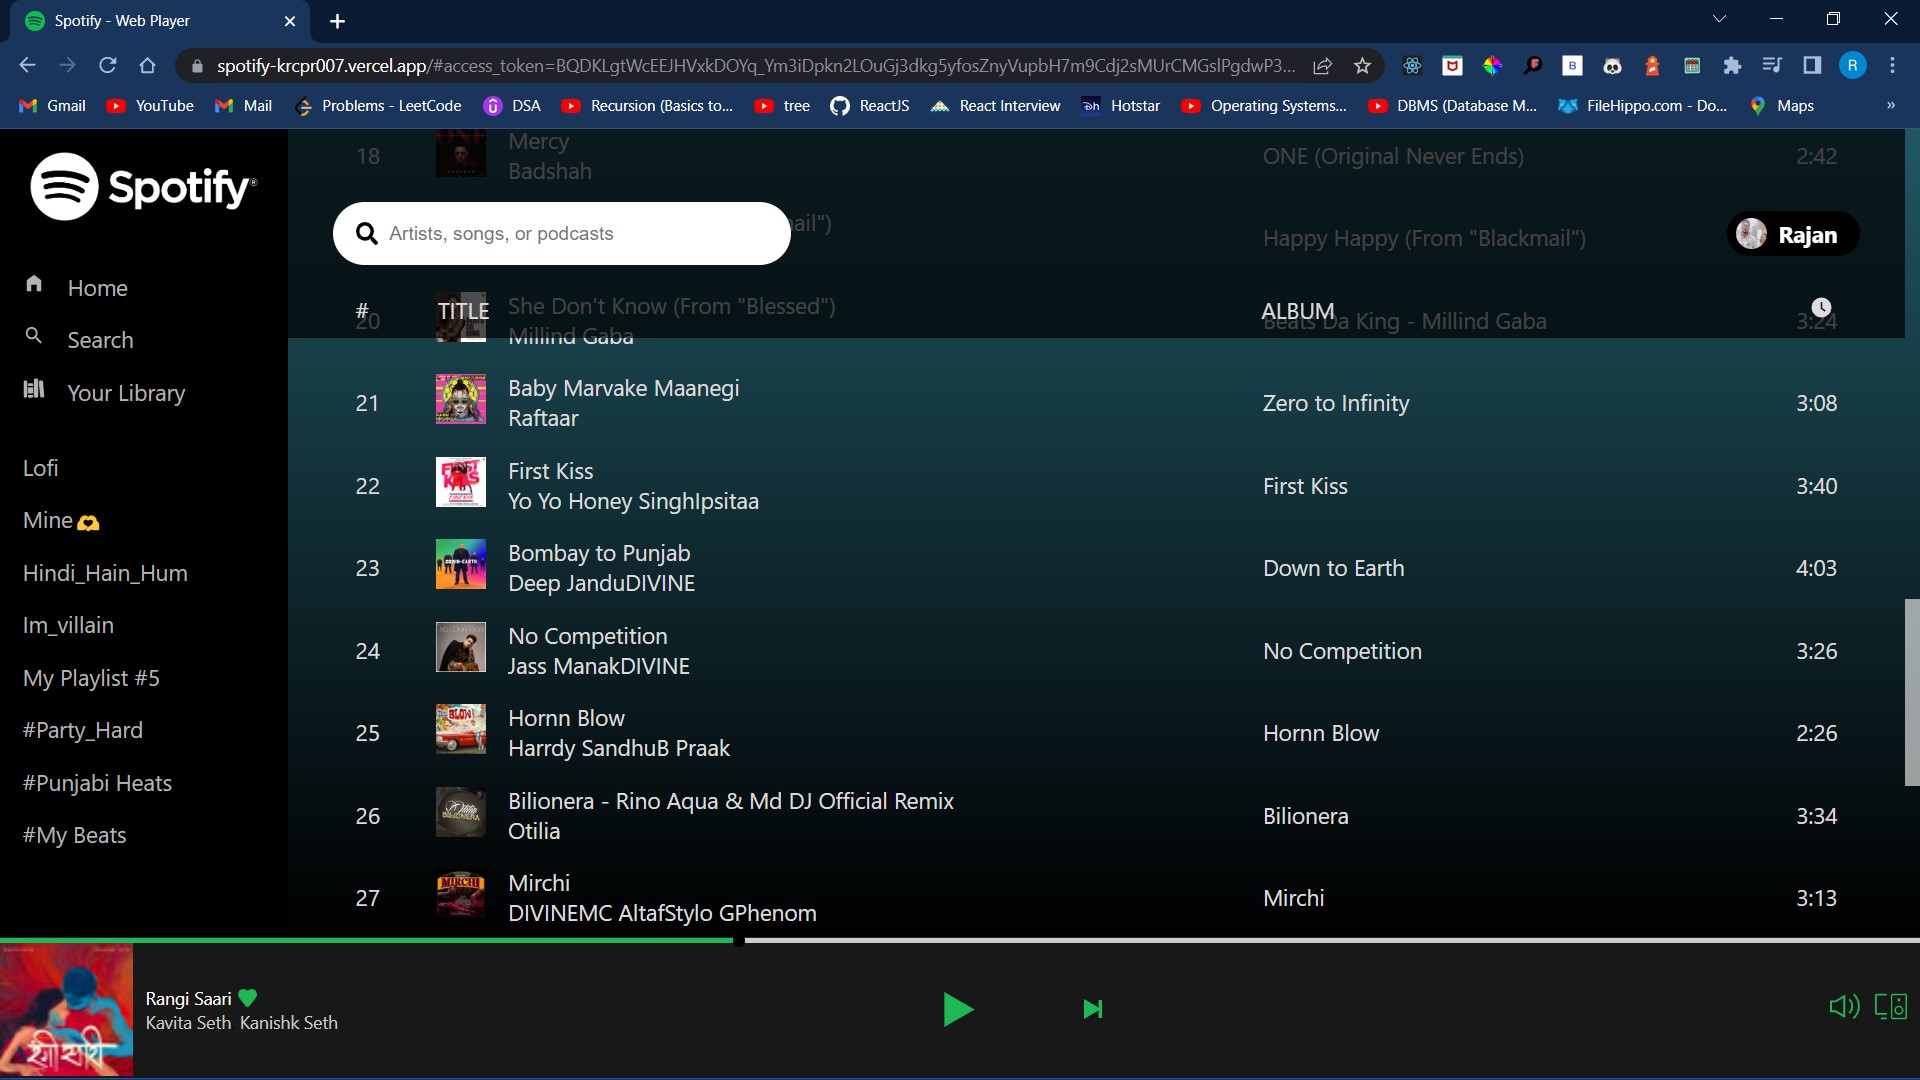 Spotify - Web Player
spotify-krcpr007.vercel.app/#access_token=BQDKLgtWcEEJHVxkDOYq_Ym3iDpkn2LOuGj3dkg5yfosZnyVupbH7m9Cdj2sMUrCMGslPgdwP3...
R
Gmail YouTube Mail Problems - LeetCode DSA Recursion (Basics to... tree ReactJS React Interview Hotstar Operating Systems... DBMS (Database M... FileHippo.com - Do... Maps »
Spotify
Home
Search
Your Library
Lofi
Mine🫶
Hindi_Hain_Hum
Im_villain
My Playlist #5
#Party_Hard
#Punjabi Heats
#My Beats
18 Mercy ONE (Original Never Ends) 2:42
Badshah
Artists, songs, or podcasts
ail")
Happy Happy (From "Blackmail")
Rajan
# TITLE ALBUM
20 She Don't Know (From "Blessed") Beats Da King - Millind Gaba 3:24
Millind Gaba
21 Baby Marvake Maanegi Zero to Infinity 3:08
Raftaar
22 First Kiss First Kiss 3:40
Yo Yo Honey SinghIpsitaa
23 Bombay to Punjab Down to Earth 4:03
Deep JanduDIVINE
24 No Competition No Competition 3:26
Jass ManakDIVINE
25 Hornn Blow Hornn Blow 2:26
Harrdy SandhuB Praak
26 Bilionera - Rino Aqua & Md DJ Official Remix Bilionera 3:34
Otilia
27 Mirchi Mirchi 3:13
DIVINEMC AltafStylo GPhenom
Rangi Saari
Kavita Seth Kanishk Seth
रंगी सारी